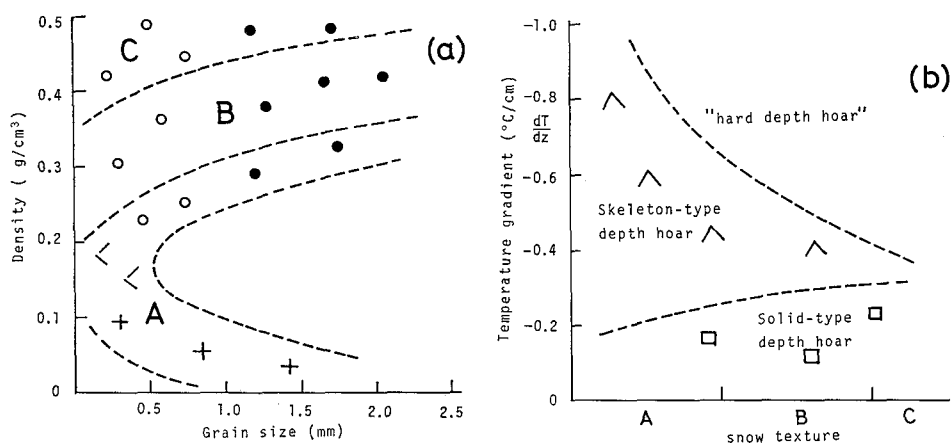 (a)
0.5
0.4
0.3
0.2
0.1
0
Density ( g/cm³)
C
B
A
0.5
1.0
1.5
2.0
Grain size (mm)
(b)
-1.0
-0.8
-0.6
-0.4
-0.2
0
Temperature gradient (°C/cm)
dT
dz
"hard depth hoar"
Skeleton-type
depth hoar
Solid-type
depth hoar
A
B
C
snow texture